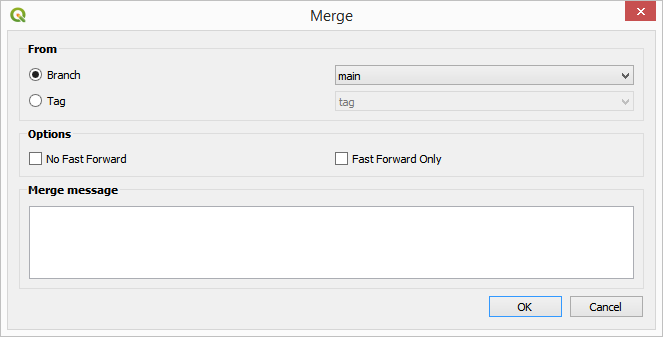 Merge
From
Branch
main
Tag
tag
Options
No Fast Forward
Fast Forward Only
Merge message
OK
Cancel